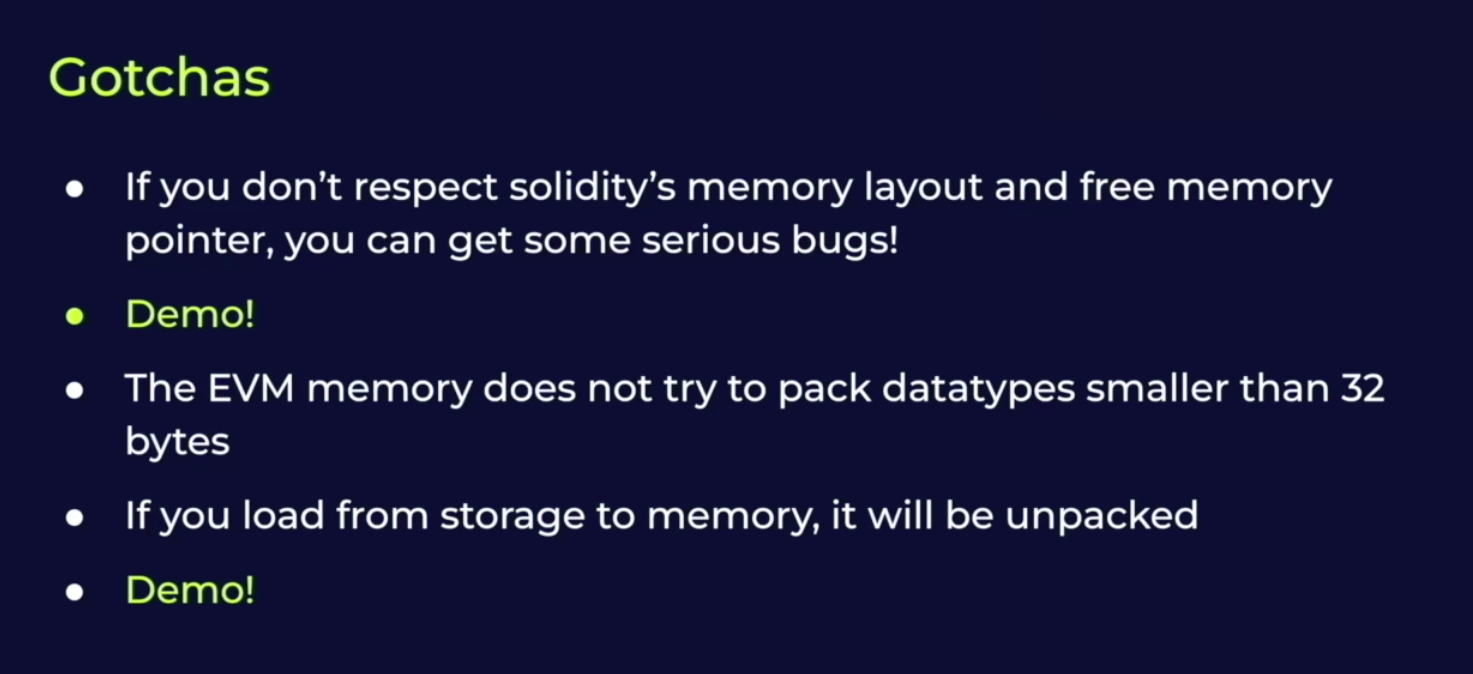 Gotchas
● If you don’t respect solidity’s memory layout and free memory
pointer, you can get some serious bugs!
● Demo!
● The EVM memory does not try to pack datatypes smaller than 32
bytes
● If you load from storage to memory, it will be unpacked
● Demo!